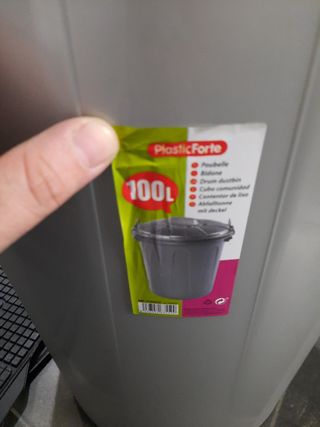 PlasticForte
100L
Poubelle
Bidone
Drum dustbin
Cubo comunidad
Contentor de lixo
Abfalltonne
mit deckel